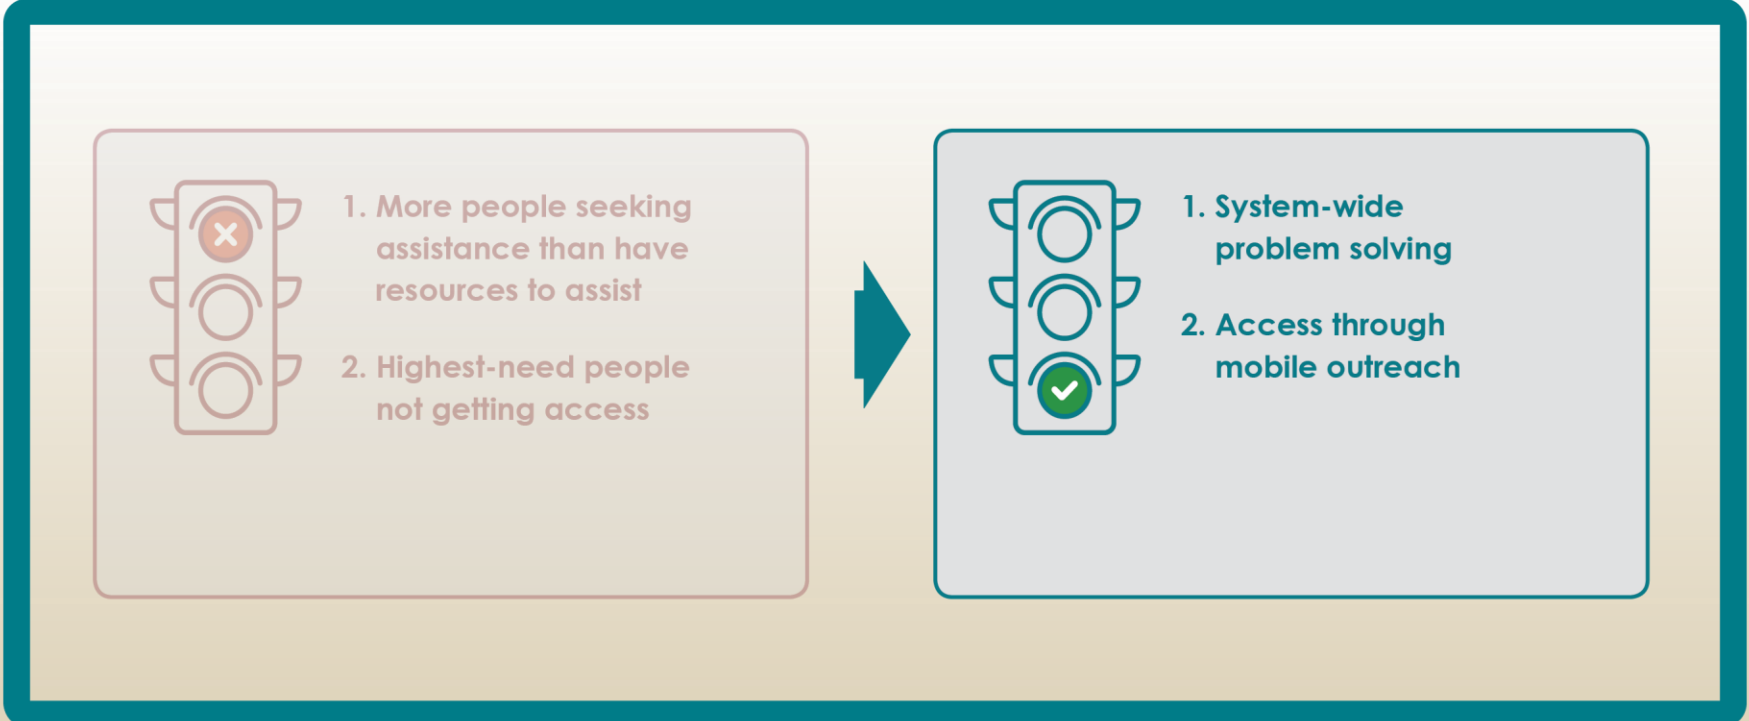 1. More people seeking
assistance than have
resources to assist
2. Highest-need people
not getting access
1. System-wide
problem solving
2. Access through
mobile outreach